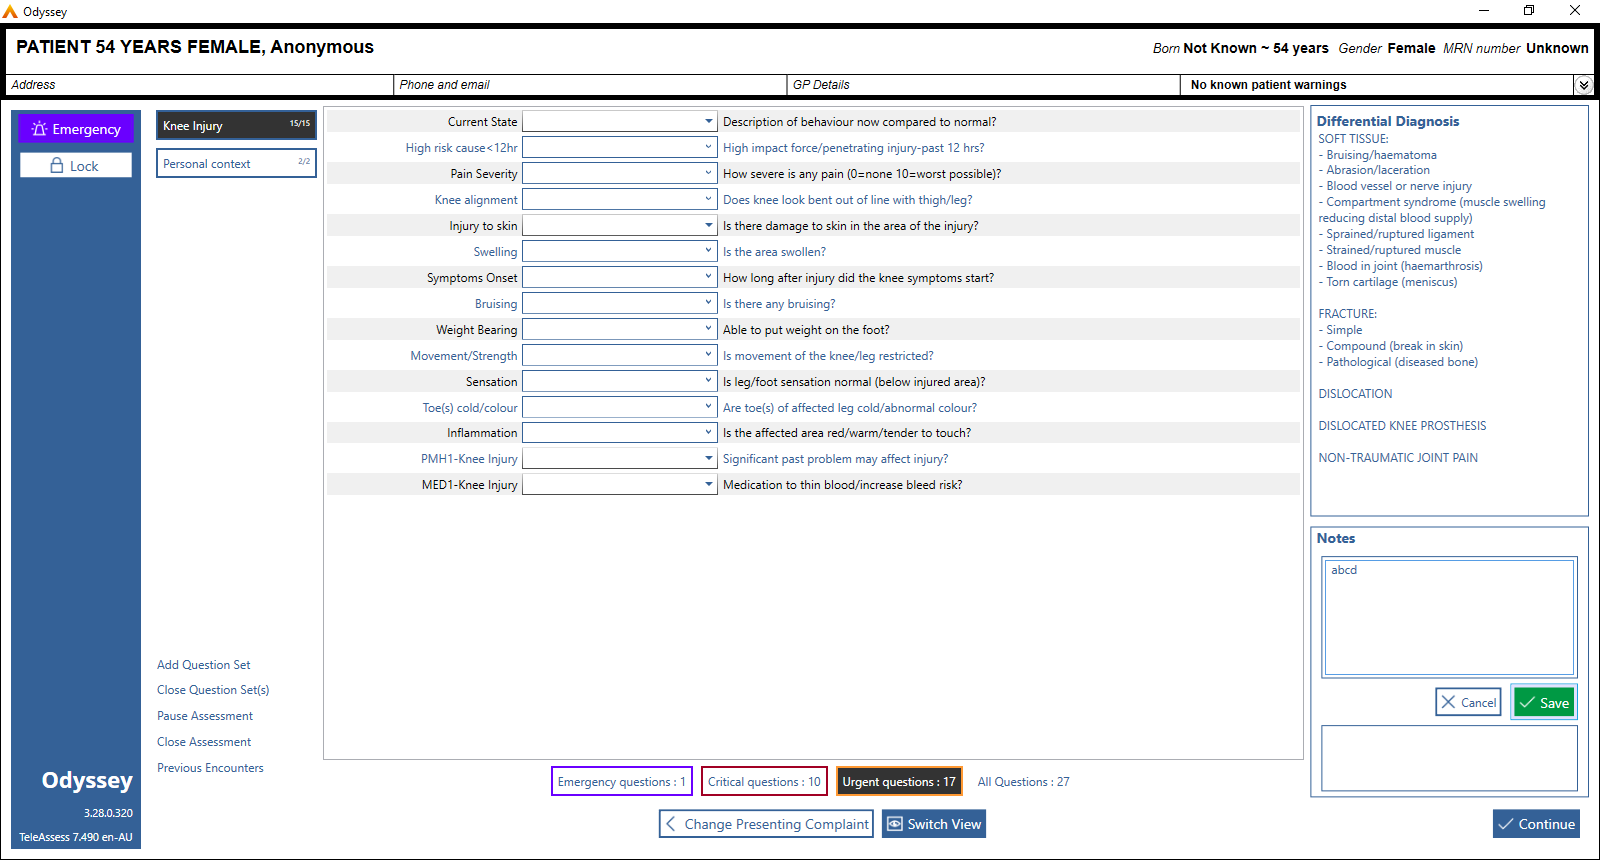 Odyssey
PATIENT 54 YEARS FEMALE, Anonymous
Born Not Known ~ 54 years Gender Female MRN number Unknown
Address
Phone and email
GP Details
No known patient warnings
Emergency
Lock
Odyssey
3.28.0.320
TeleAssess 7.490 en-AU
Knee Injury 15/15
Personal context 2/2
Add Question Set
Close Question Set(s)
Pause Assessment
Close Assessment
Previous Encounters
Current State Description of behaviour now compared to normal?
High risk cause<12hr High impact force/penetrating injury-past 12 hrs?
Pain Severity How severe is any pain (0=none 10=worst possible)?
Knee alignment Does knee look bent out of line with thigh/leg?
Injury to skin Is there damage to skin in the area of the injury?
Swelling Is the area swollen?
Symptoms Onset How long after injury did the knee symptoms start?
Bruising Is there any bruising?
Weight Bearing Able to put weight on the foot?
Movement/Strength Is movement of the knee/leg restricted?
Sensation Is leg/foot sensation normal (below injured area)?
Toe(s) cold/colour Are toe(s) of affected leg cold/abnormal colour?
Inflammation Is the affected area red/warm/tender to touch?
PMH1-Knee Injury Significant past problem may affect injury?
MED1-Knee Injury Medication to thin blood/increase bleed risk?
Emergency questions : 1
Critical questions : 10
Urgent questions : 17
All Questions : 27
Change Presenting Complaint
Switch View
Differential Diagnosis
SOFT TISSUE:
- Bruising/haematoma
- Abrasion/laceration
- Blood vessel or nerve injury
- Compartment syndrome (muscle swelling
reducing distal blood supply)
- Sprained/ruptured ligament
- Strained/ruptured muscle
- Blood in joint (haemarthrosis)
- Torn cartilage (meniscus)
FRACTURE:
- Simple
- Compound (break in skin)
- Pathological (diseased bone)
DISLOCATION
DISLOCATED KNEE PROSTHESIS
NON-TRAUMATIC JOINT PAIN
Notes
abcd
Cancel
Save
Continue